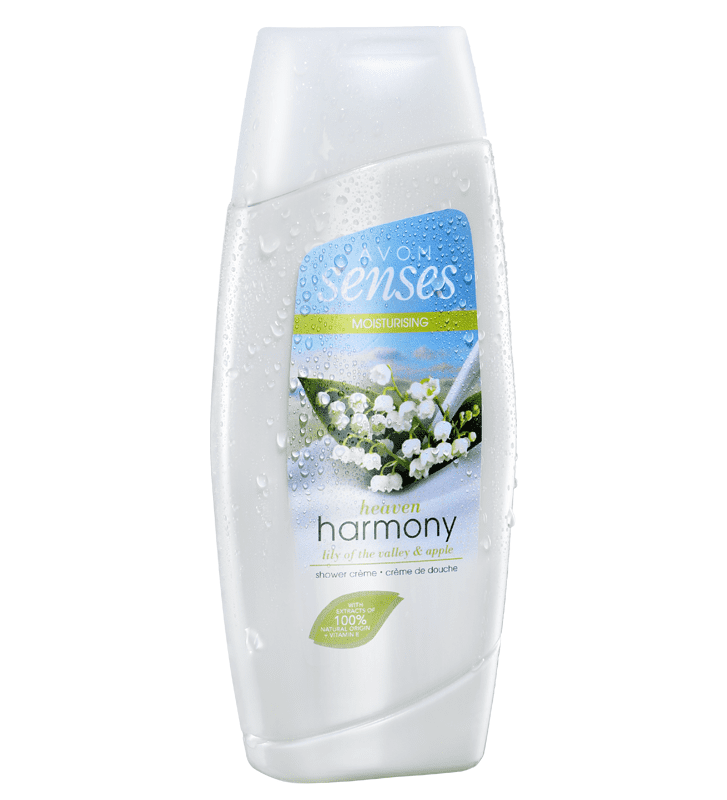 AVON
senses
MOISTURISING
heaven
harmony
lily of the valley & apple
shower crème • crème de douche
WITH
EXTRACTS OF
100%
NATURAL ORIGIN
+ VITAMIN E